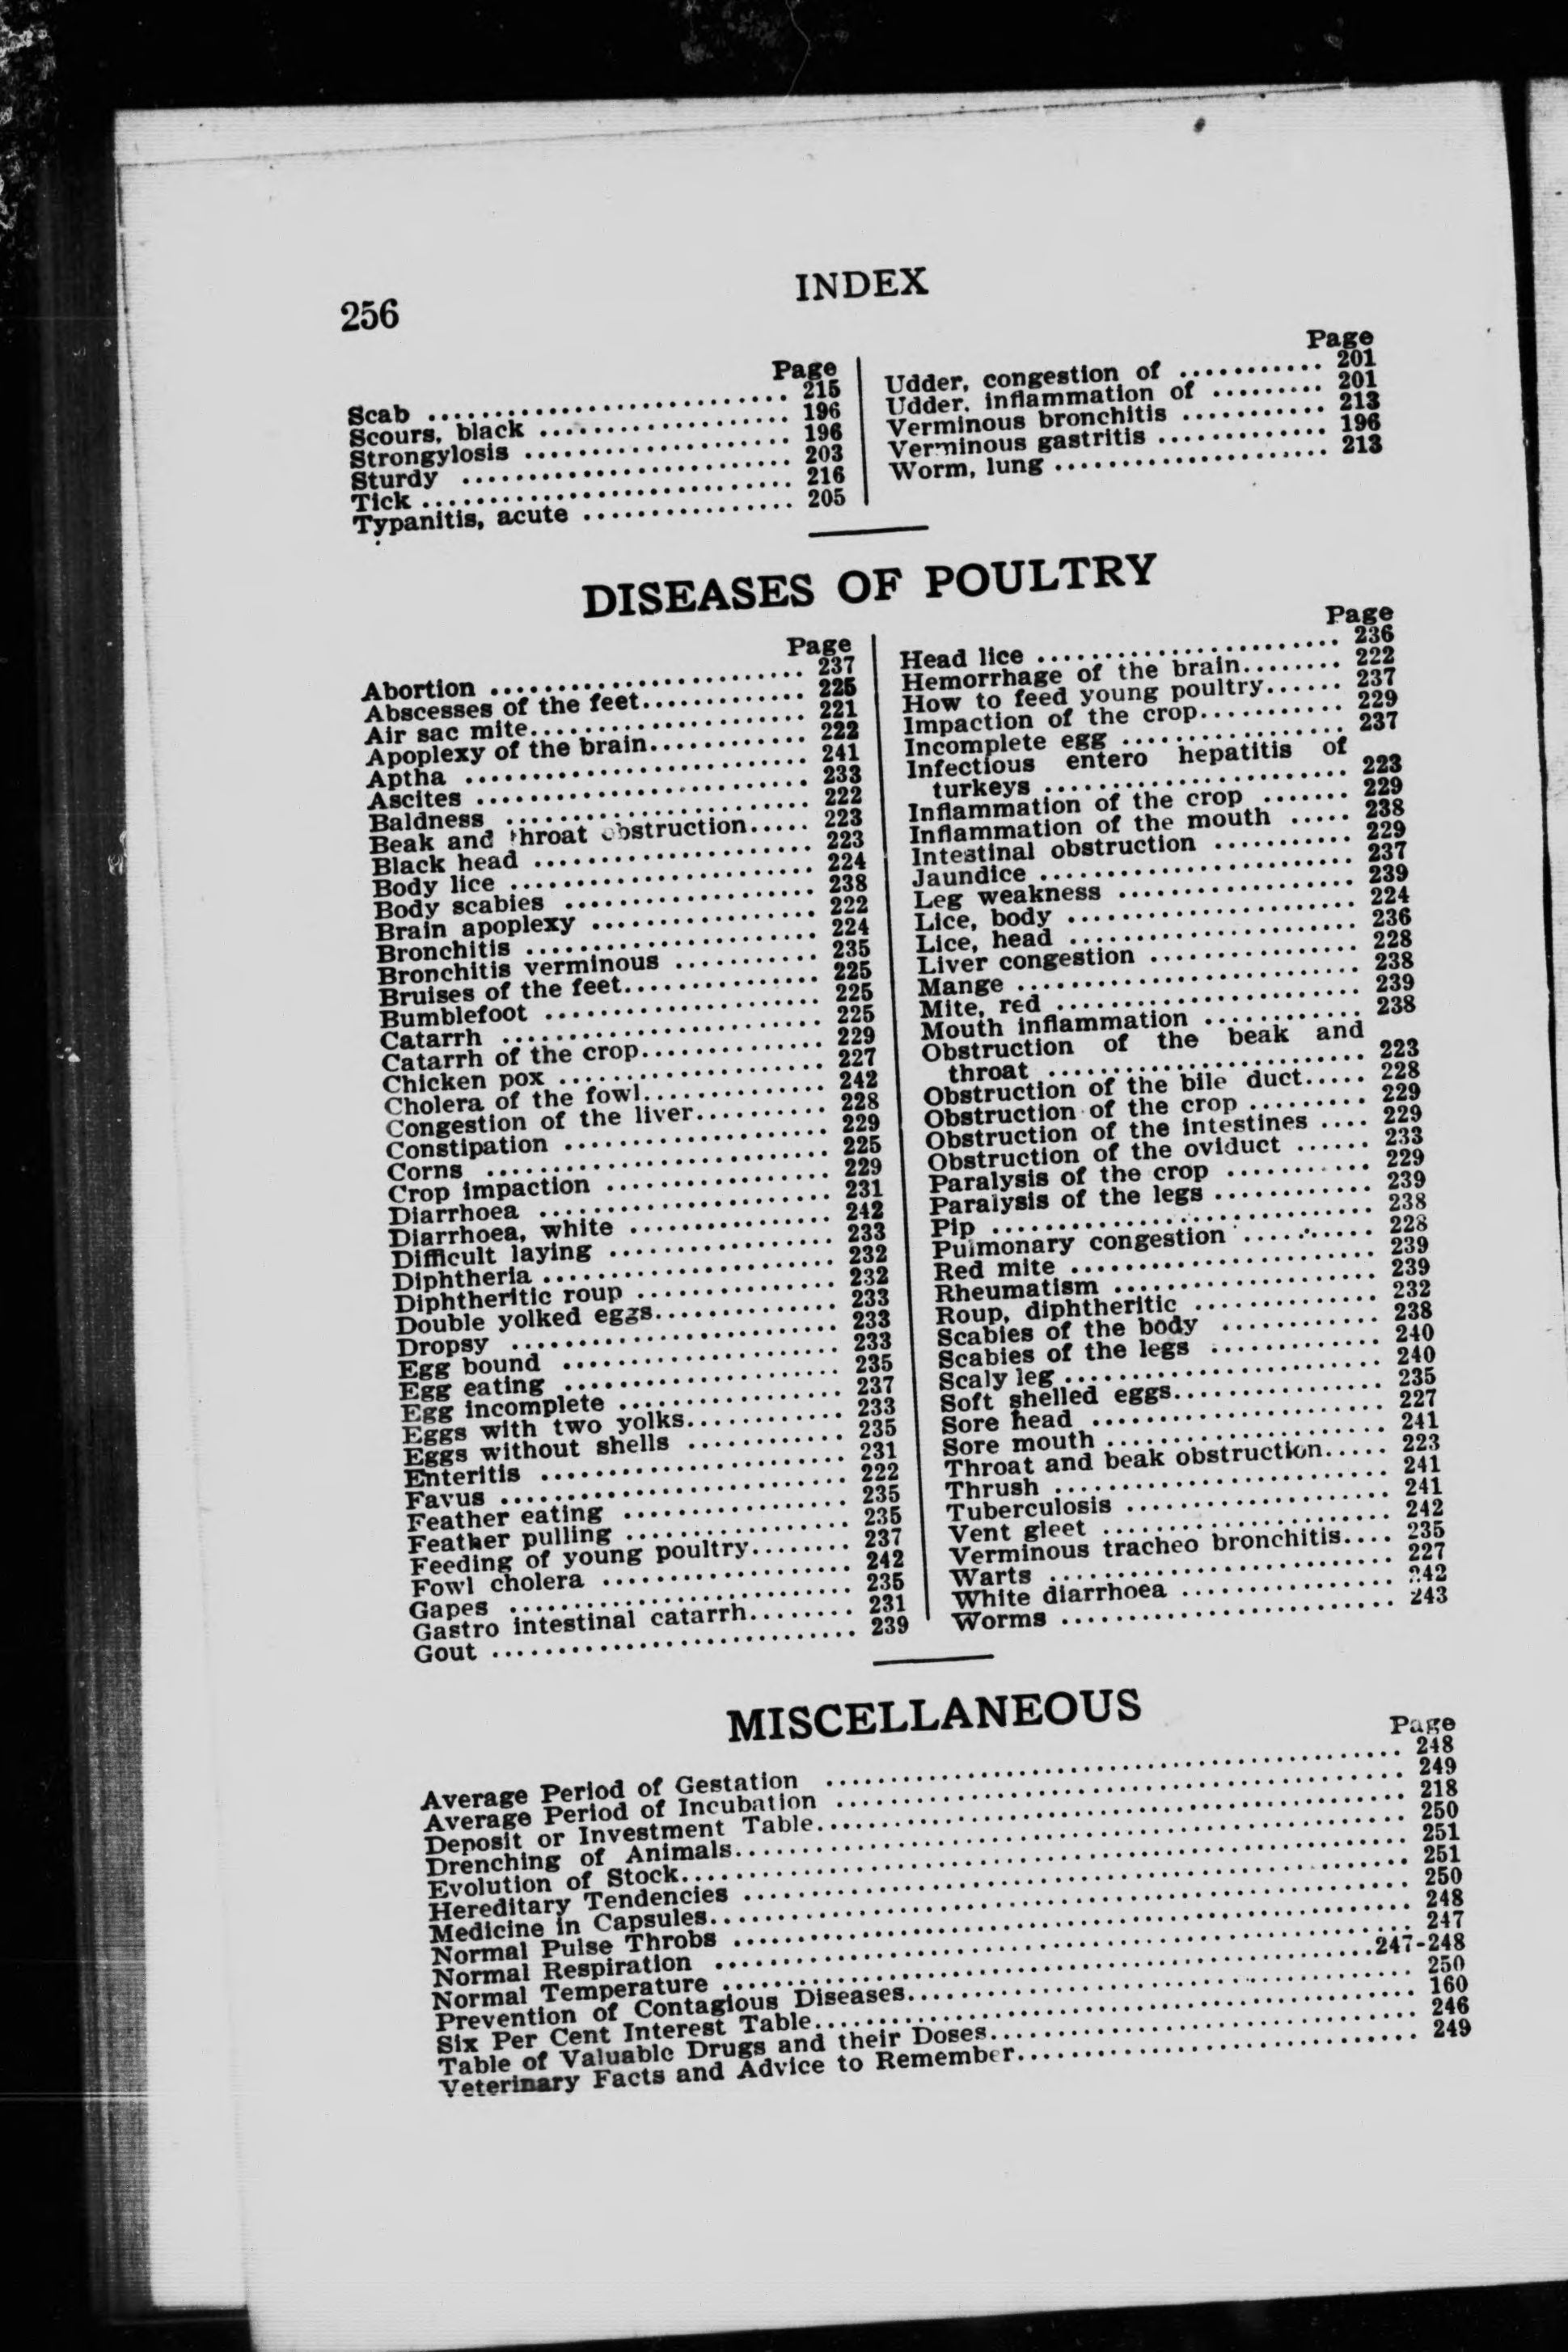 256
INDEX
Page
Scab ........ 215
Scours, black ........ 196
Strongylosis ........ 196
Sturdy ........ 203
Tick ........ 216
Typanitis, acute ........ 205
Page
Udder, congestion of ........ 201
Udder. inflammation of ........ 201
Verminous bronchitis ........ 213
Verminous gastritis ........ 196
Worm, lung ........ 213
DISEASES OF POULTRY
Page
Abortion ........ 237
Abscesses of the feet ........ 225
Air sac mite ........ 221
Apoplexy of the brain ........ 222
Aptha ........ 241
Ascites ........ 233
Baldness ........ 222
Beak and throat obstruction ..... 223
Black head ........ 223
Body lice ........ 224
Body scabies ........ 238
Brain apoplexy ........ 222
Bronchitis ........ 224
Bronchitis verminous ........ 235
Bruises of the feet ........ 225
Bumblefoot ........ 225
Catarrh ........ 225
Catarrh of the crop ........ 229
Chicken pox ........ 227
Cholera of the fowl ........ 242
Congestion of the liver ........ 228
Constipation ........ 229
Corns ........ 225
Crop impaction ........ 229
Diarrhoea ........ 231
Diarrhoea, white ........ 242
Difficult laying ........ 233
Diphtheria ........ 232
Diphtheritic roup ........ 232
Double yolked eggs ........ 233
Dropsy ........ 233
Egg bound ........ 233
Egg eating ........ 235
Egg incomplete ........ 237
Eggs with two yolks ........ 233
Eggs without shells ........ 235
Enteritis ........ 231
Favus ........ 222
Feather eating ........ 235
Feather pulling ........ 235
Feeding of young poultry ........ 237
Fowl cholera ........ 242
Gapes ........ 235
Gastro intestinal catarrh ........ 231
Gout ........ 239
Page
Head lice ........ 236
Hemorrhage of the brain ........ 222
How to feed young poultry ...... 237
Impaction of the crop ........ 229
Incomplete egg ........ 237
Infectious entero hepatitis of
turkeys ........ 223
Inflammation of the crop ....... 229
Inflammation of the mouth ..... 238
Intestinal obstruction ........ 229
Jaundice ........ 237
Leg weakness ........ 239
Lice, body ........ 224
Lice, head ........ 236
Liver congestion ........ 228
Mange ........ 238
Mite, red ........ 239
Mouth inflammation ........ 238
Obstruction of the beak and
throat ........ 223
Obstruction of the bile duct ..... 228
Obstruction of the crop ........ 229
Obstruction of the intestines .... 229
Obstruction of the oviduct ...... 233
Paralysis of the crop ........ 229
Paralysis of the legs ........ 239
Pip ........ 238
Pulmonary congestion ........ 228
Red mite ........ 239
Rheumatism ........ 239
Roup, diphtheritic ........ 232
Scabies of the body ........ 238
Scabies of the legs ........ 240
Scaly leg ........ 240
Soft shelled eggs ........ 235
Sore head ........ 227
Sore mouth ........ 241
Throat and beak obstruction ..... 223
Thrush ........ 241
Tuberculosis ........ 241
Vent gleet ........ 242
Verminous tracheo bronchitis .... 235
Warts ........ 227
White diarrhoea ........ 242
Worms ........ 243
MISCELLANEOUS
Page
Average Period of Gestation ........ 248
Average Period of Incubation ........ 249
Deposit or Investment Table ........ 218
Drenching of Animals ........ 250
Evolution of Stock ........ 251
Hereditary Tendencies ........ 251
Medicine in Capsules ........ 250
Normal Pulse Throbs ........ 248
Normal Respiration ........ 247
Normal Temperature ........ 247-248
Prevention of Contagious Diseases ........ 250
Six Per Cent Interest Table ........ 160
Table of Valuable Drugs and their Doses ........ 246
Veterinary Facts and Advice to Remember ........ 249